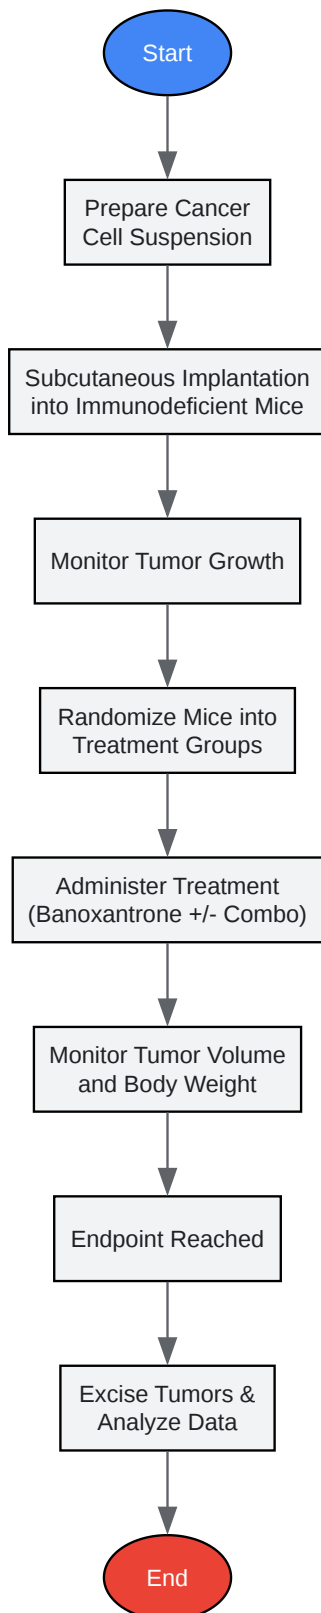 Start
Prepare Cancer
Cell Suspension
Subcutaneous Implantation
into Immunodeficient Mice
Monitor Tumor Growth
Randomize Mice into
Treatment Groups
Administer Treatment
(Banoxantrone +/- Combo)
Monitor Tumor Volume
and Body Weight
Endpoint Reached
Excise Tumors &
Analyze Data
End